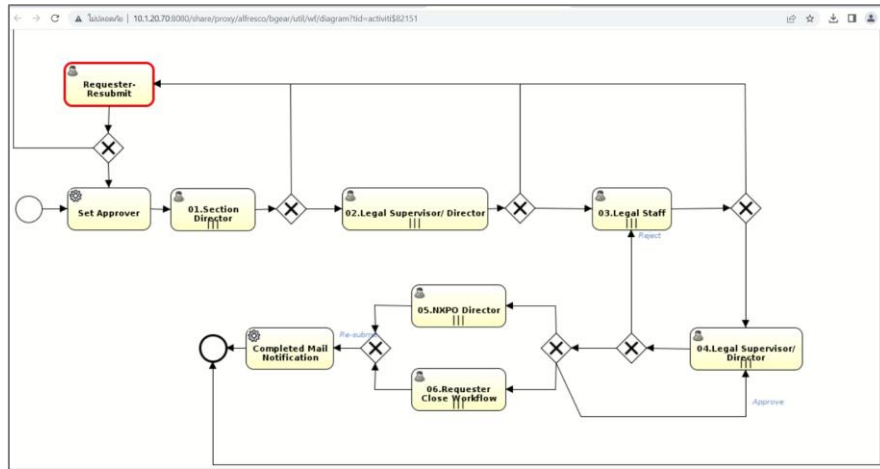 ไม่ปลอดภัย | 10.1.20.70:8080/share/proxy/alfresco/bgear/util/wf/diagram?tid=activiti$82151
Requester-
Resubmit
Set Approver
01.Section
Director
02.Legal Supervisor/ Director
03.Legal Staff
Reject
05.NXPO Director
Re-submit
Completed Mail
Notification
04.Legal Supervisor/
Director
06.Requester
Close Workflow
Approve